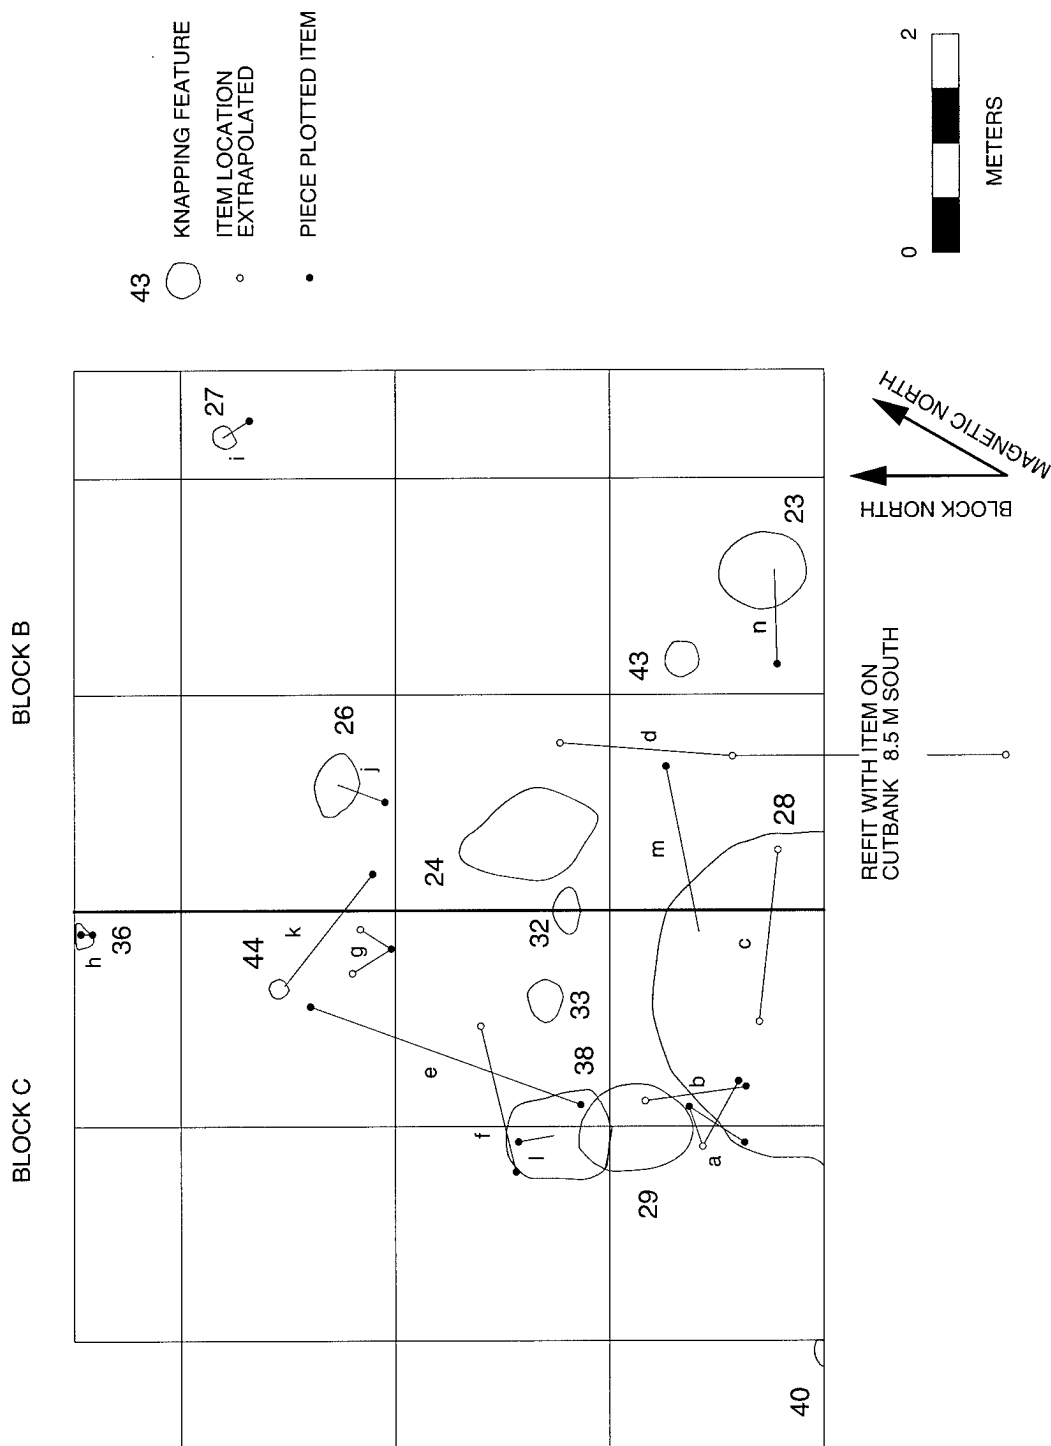 BLOCK C
BLOCK B
43
KNAPPING FEATURE
ITEM LOCATION
EXTRAPOLATED
PIECE PLOTTED ITEM
h
36
44
k
g
e
26
j
27
i
24
32
33
38
f
l
29
a
b
c
28
m
d
43
n
23
40
REFIT WITH ITEM ON
CUTBANK 8.5 M SOUTH
BLOCK NORTH
MAGNETIC NORTH
0
2
METERS